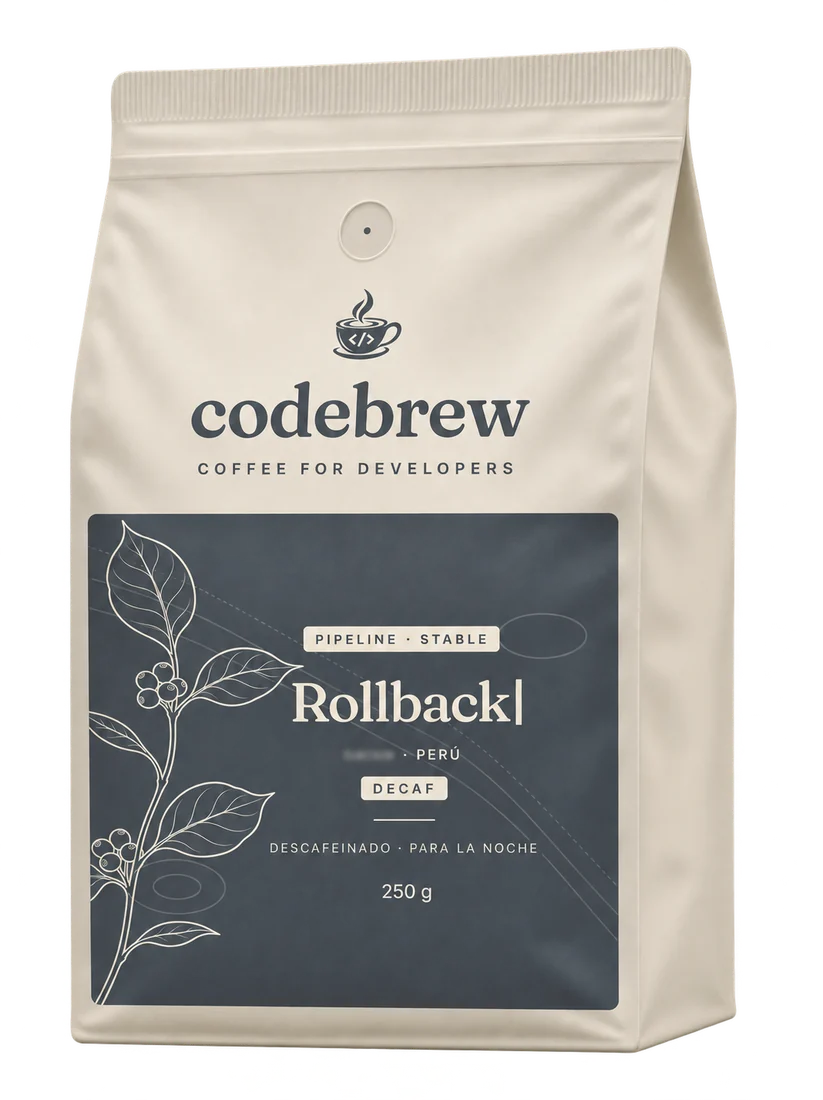 </>
codebrew
COFFEE FOR DEVELOPERS
PIPELINE · STABLE
Rollback|
· PERÚ
DECAF
DESCAFEINADO · PARA LA NOCHE
250 g